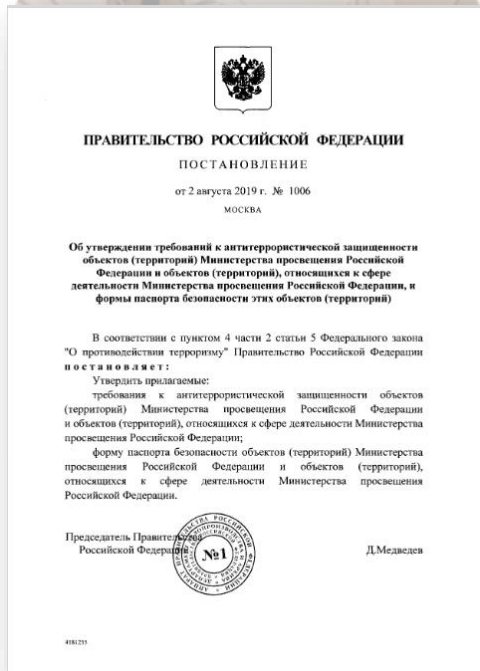 ПРАВИТЕЛЬСТВО РОССИЙСКОЙ ФЕДЕРАЦИИ
ПОСТАНОВЛЕНИЕ
от 2 августа 2019 г. № 1006
МОСКВА
Об утверждении требований к антитеррористической защищенности
объектов (территорий) Министерства просвещения Российской
Федерации и объектов (территорий), относящихся к сфере
деятельности Министерства просвещения Российской Федерации, и
формы паспорта безопасности этих объектов (территорий)
В соответствии с пунктом 4 части 2 статьи 5 Федерального закона
"О противодействии терроризму" Правительство Российской Федерации
постановляет:
Утвердить прилагаемые:
требования к антитеррористической защищенности объектов
(территорий) Министерства просвещения Российской Федерации
и объектов (территорий), относящихся к сфере деятельности Министерства
просвещения Российской Федерации;
форму паспорта безопасности объектов (территорий) Министерства
просвещения Российской Федерации и объектов (территорий),
относящихся к сфере деятельности Министерства просвещения
Российской Федерации.
Председатель Правительства
Российской Федерации
№1
Д.Медведев